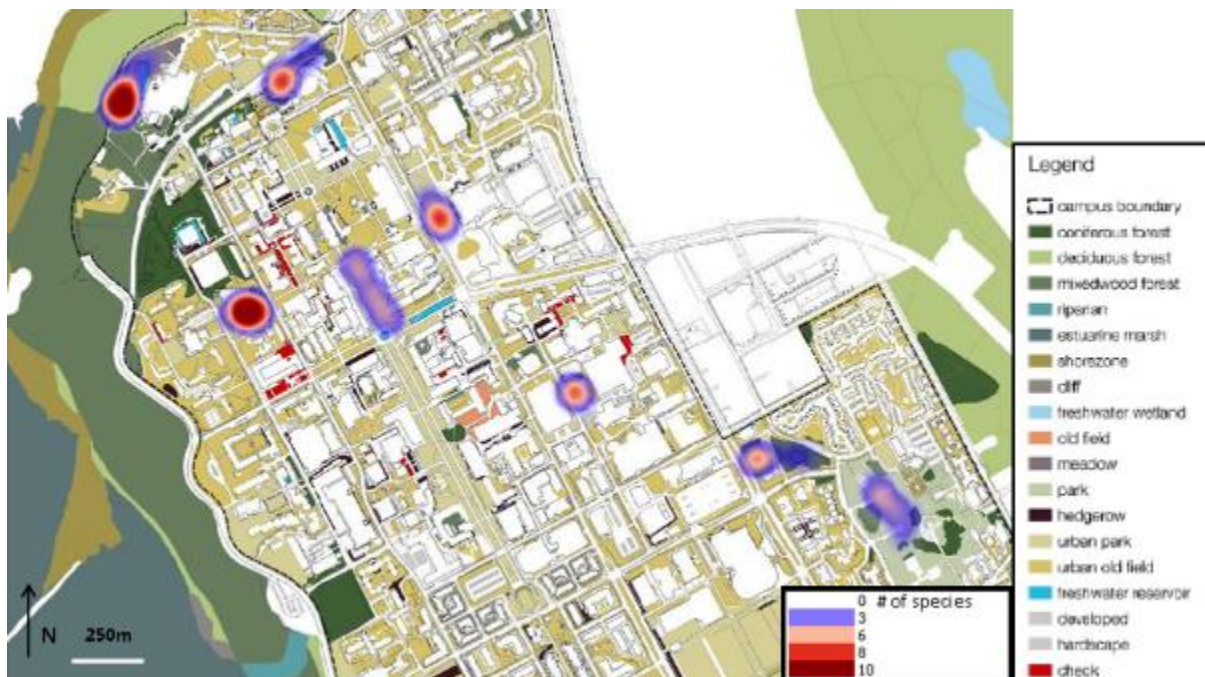 Legend
campus boundary
coniferous forest
deciduous forest
mixedwood forest
riparian
estuarine marsh
shorezone
cliff
freshwater wetland
old field
meadow
park
hedgerow
urban park
urban old field
freshwater reservoir
developed
hardscape
check
0 # of species
3
6
8
10
N 250m